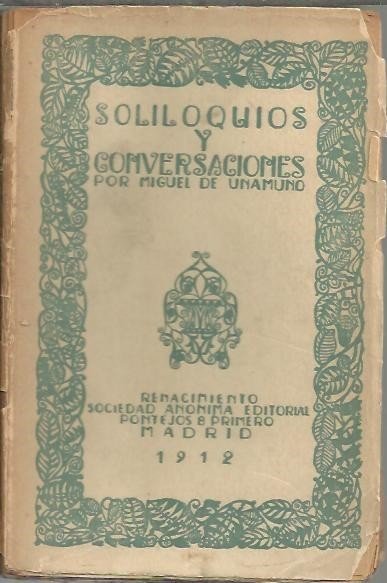 SOLILOQUIOS
Y
CONVERSACIONES
POR MIGUEL DE UNAMUNO
RENACIMIENTO
SOCIEDAD ANONIMA EDITORIAL
PONTEJOS 8 PRIMERO
MADRID
1912